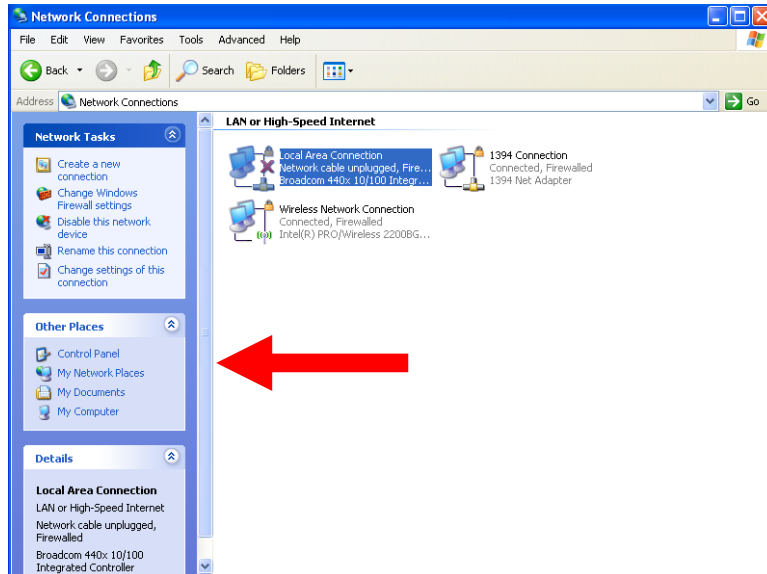 Network Connections
File Edit View Favorites Tools Advanced Help
Back Search Folders
Address Network Connections Go
Network Tasks
Create a new
connection
Change Windows
Firewall settings
Disable this network
device
Rename this connection
Change settings of this
connection
Other Places
Control Panel
My Network Places
My Documents
My Computer
Details
Local Area Connection
LAN or High-Speed Internet
Network cable unplugged,
Firewalled
Broadcom 440x 10/100
Integrated Controller
LAN or High-Speed Internet
Local Area Connection
Network cable unplugged, Fire...
Broadcom 440x 10/100 Integr...
1394 Connection
Connected, Firewalled
1394 Net Adapter
Wireless Network Connection
Connected, Firewalled
Intel(R) PRO/Wireless 2200BG...